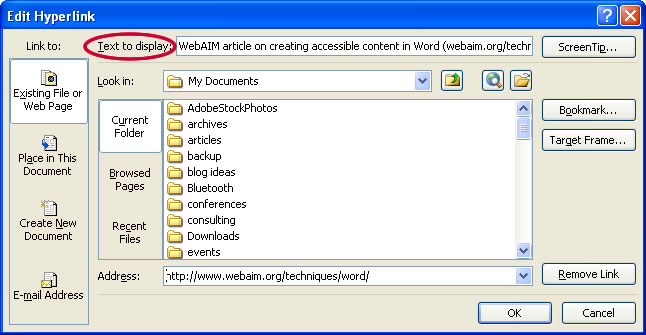 Edit Hyperlink
Link to:
Text to display:
WebAIM article on creating accessible content in Word (webaim.org/techr
ScreenTip...
Existing File or
Web Page
Place in This
Document
Create New
Document
E-mail Address
Look in:
My Documents
Current
Folder
Browsed
Pages
Recent
Files
AdobeStockPhotos
archives
articles
backup
blog ideas
Bluetooth
conferences
consulting
Downloads
events
Bookmark...
Target Frame...
Address:
http://www.webaim.org/techniques/word/
Remove Link
OK
Cancel